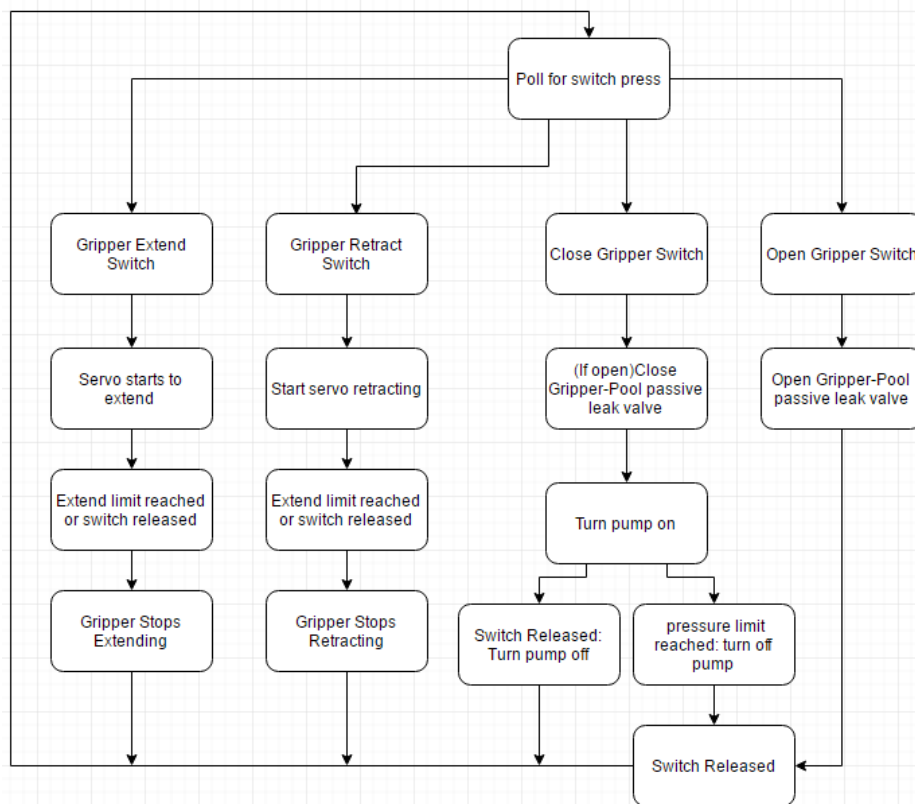 Poll for switch press
Gripper Extend
Switch
Gripper Retract
Switch
Close Gripper Switch
Open Gripper Switch
Servo starts to
extend
Start servo retracting
(If open)Close
Gripper-Pool passive
leak valve
Open Gripper-Pool
passive leak valve
Extend limit reached
or switch released
Extend limit reached
or switch released
Turn pump on
Gripper Stops
Extending
Gripper Stops
Retracting
Switch Released:
Turn pump off
pressure limit
reached: turn off
pump
Switch Released